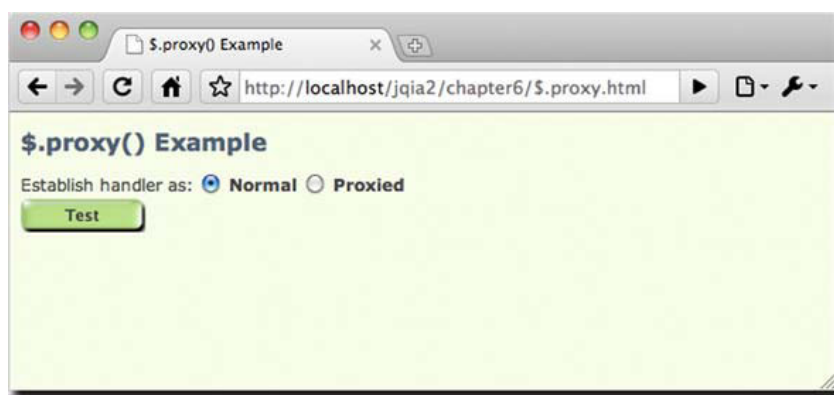 $.proxy() Example
http://localhost/jqia2/chapter6/$.proxy.html
$.proxy() Example
Establish handler as: Normal Proxied
Test